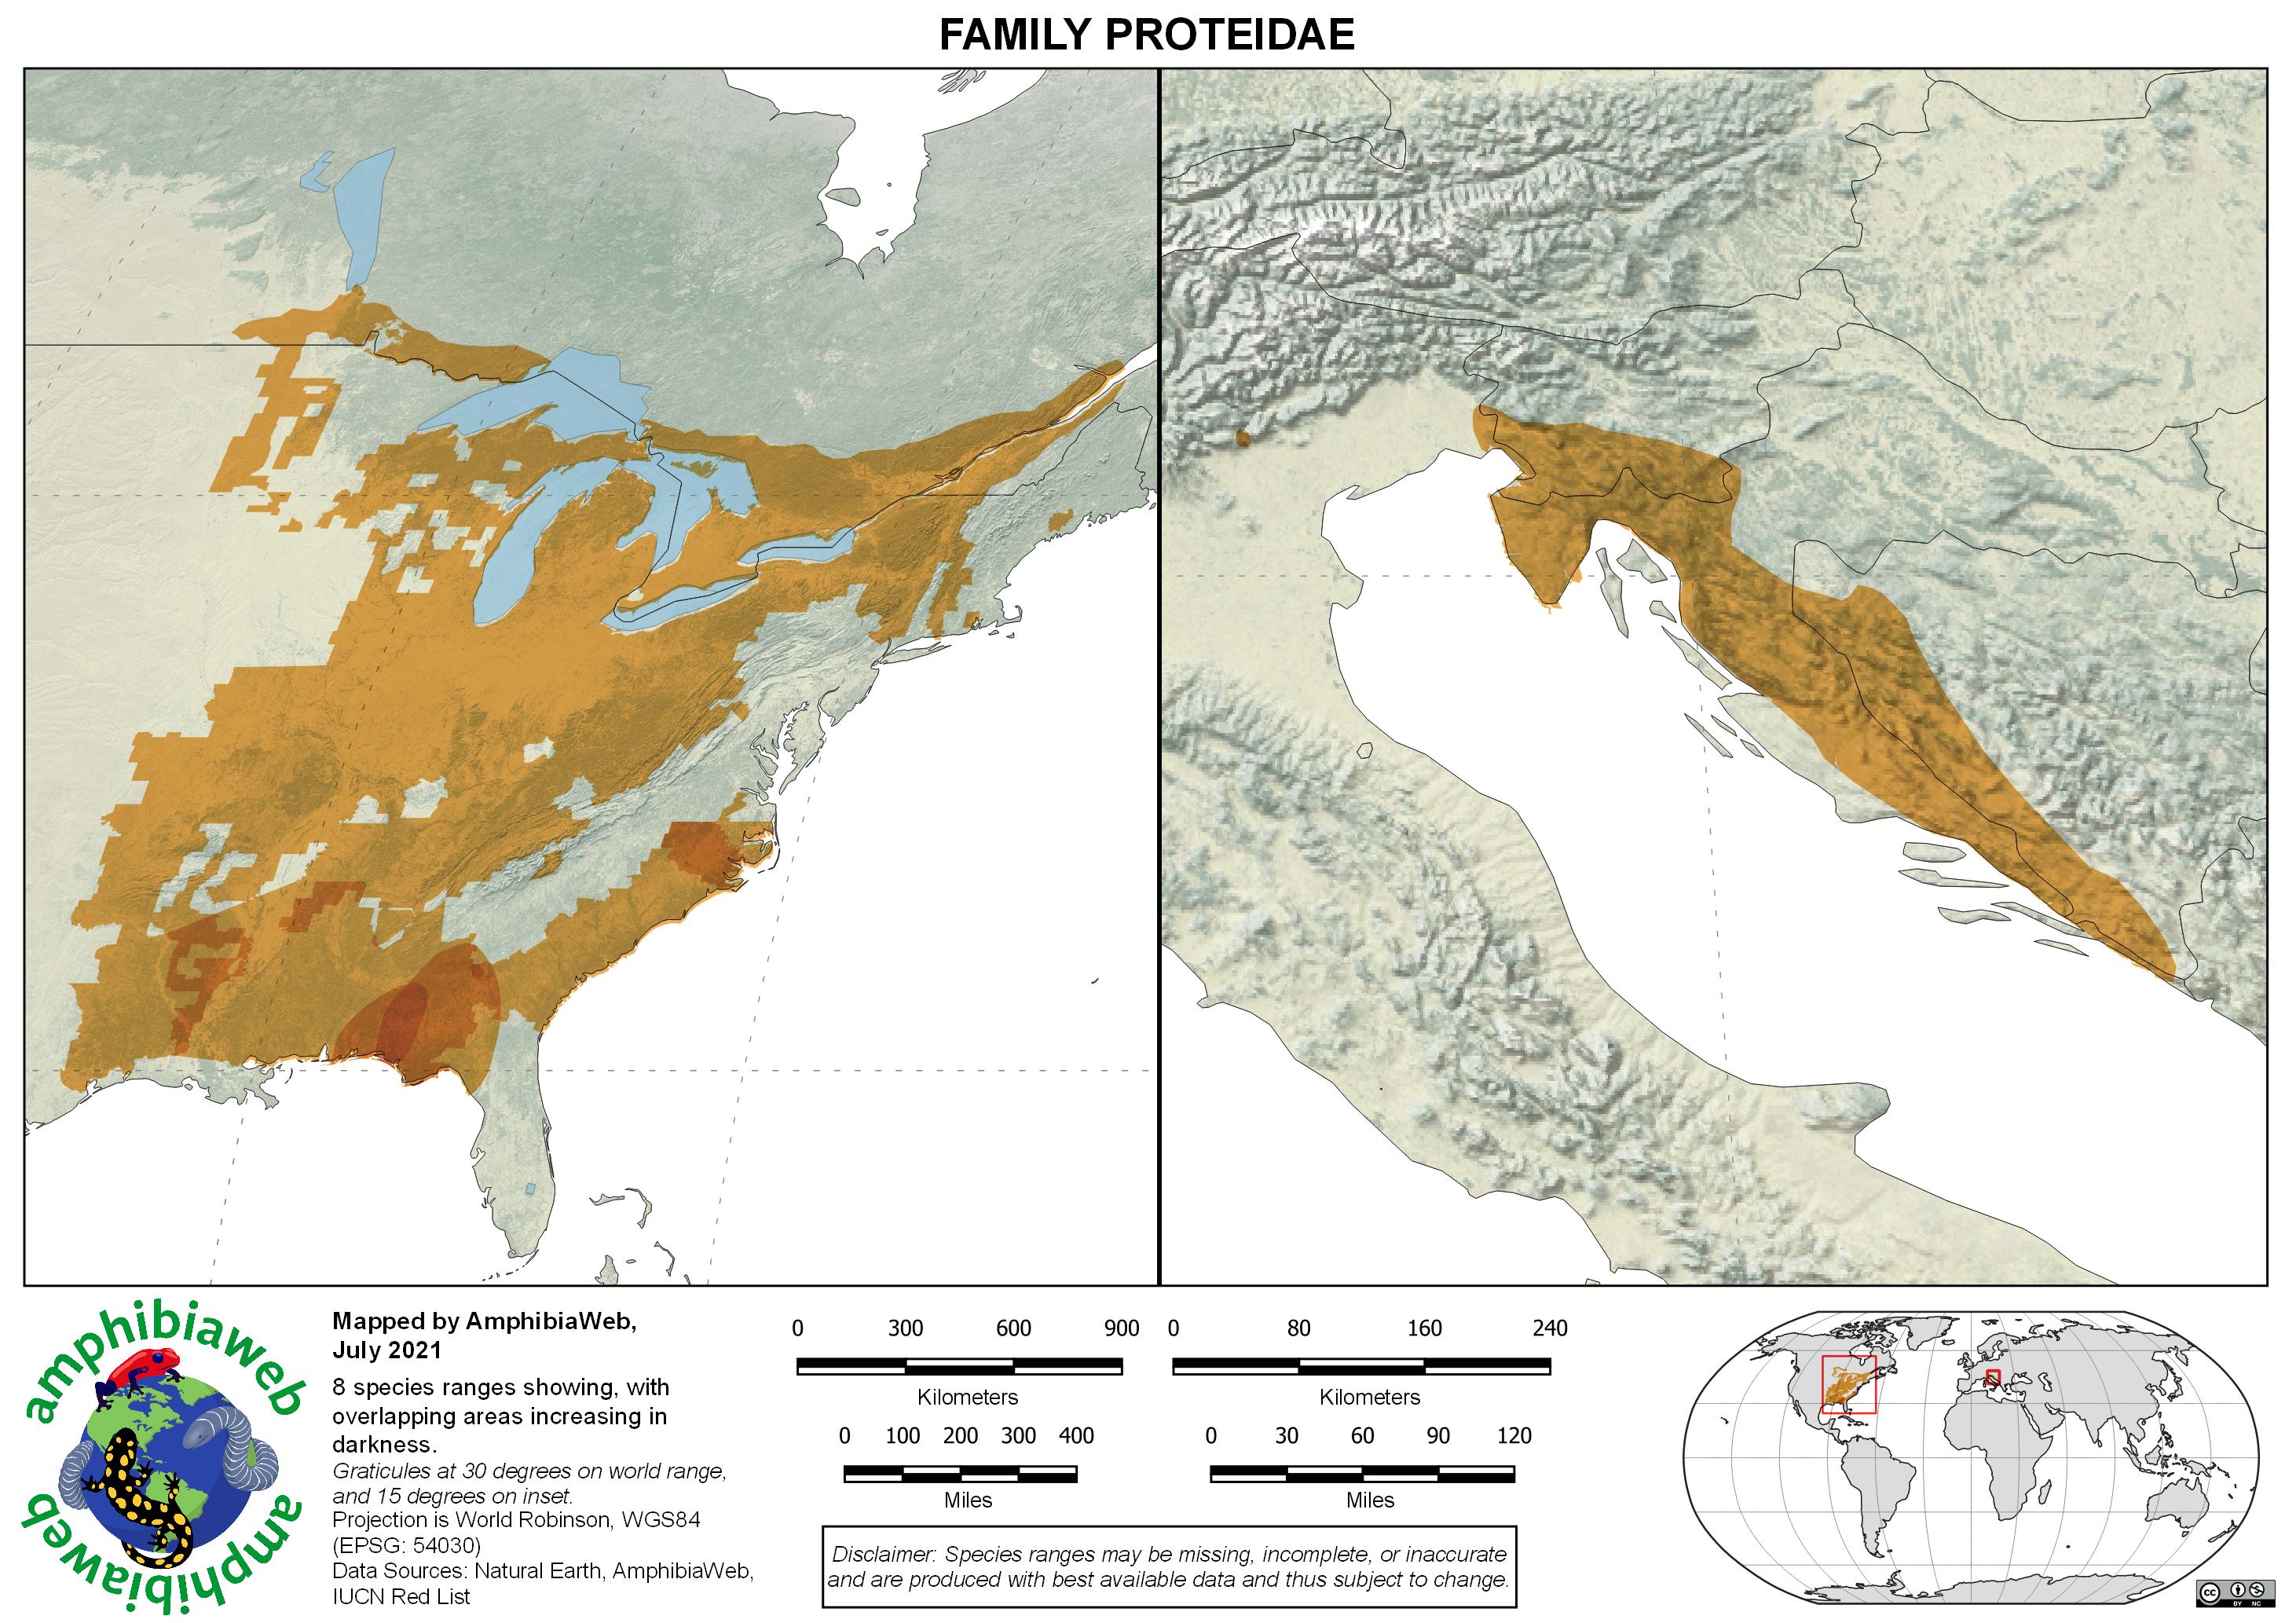 FAMILY PROTEIDAE
amphibiaweb
amphibiaweb
Mapped by AmphibiaWeb,
July 2021
8 species ranges showing, with
overlapping areas increasing in
darkness.
Graticules at 30 degrees on world range,
and 15 degrees on inset.
Projection is World Robinson, WGS84
(EPSG: 54030)
Data Sources: Natural Earth, AmphibiaWeb,
IUCN Red List
0 300 600 900
Kilometers
0 100 200 300 400
Miles
0 80 160 240
Kilometers
0 30 60 90 120
Miles
Disclaimer: Species ranges may be missing, incomplete, or inaccurate
and are produced with best available data and thus subject to change.
cc
BY NC